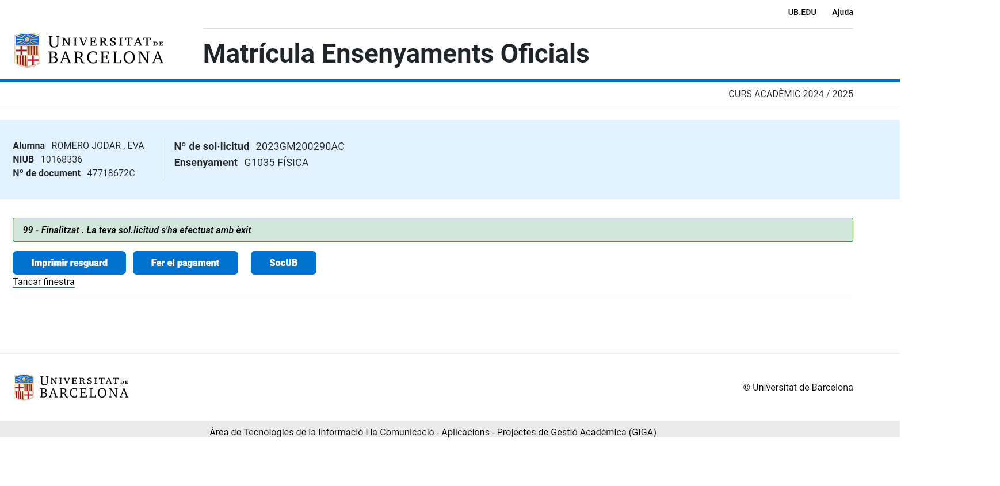 UB.EDU Ajuda
UNIVERSITAT DE
BARCELONA
Matrícula Ensenyaments Oficials
CURS ACADÈMIC 2024 / 2025
Alumna ROMERO JODAR , EVA
NIUB 10168336
Nº de document 47718672C
Nº de sol·licitud 2023GM200290AC
Ensenyament G1035 FÍSICA
99 - Finalitzat . La teva sol.licitud s'ha efectuat amb èxit
Imprimir resguard Fer el pagament SocUB
Tancar finestra
UNIVERSITAT DE
BARCELONA
© Universitat de Barcelona
Àrea de Tecnologies de la Informació i la Comunicació - Aplicacions - Projectes de Gestió Acadèmica (GIGA)